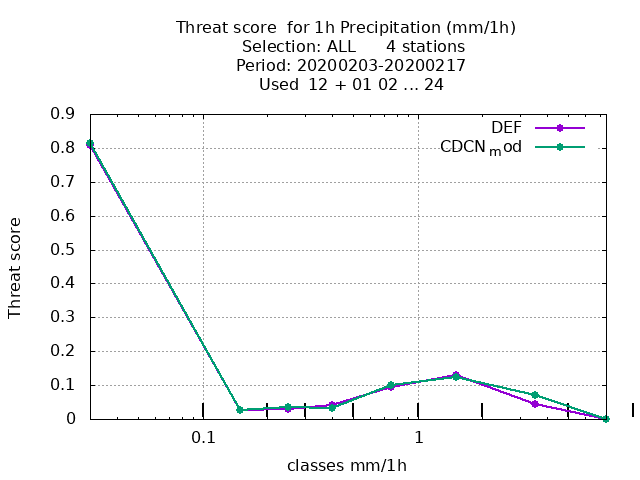 Threat score  for 1h Precipitation (mm/1h)
Selection: ALL      4 stations
Period: 20200203-20200217
Used  12 + 01 02 ... 24
0.9
0.8
0.7
0.6
0.5
0.4
0.3
0.2
0.1
0
Threat score
DEF
CDCN_mod
0.1
1
classes mm/1h